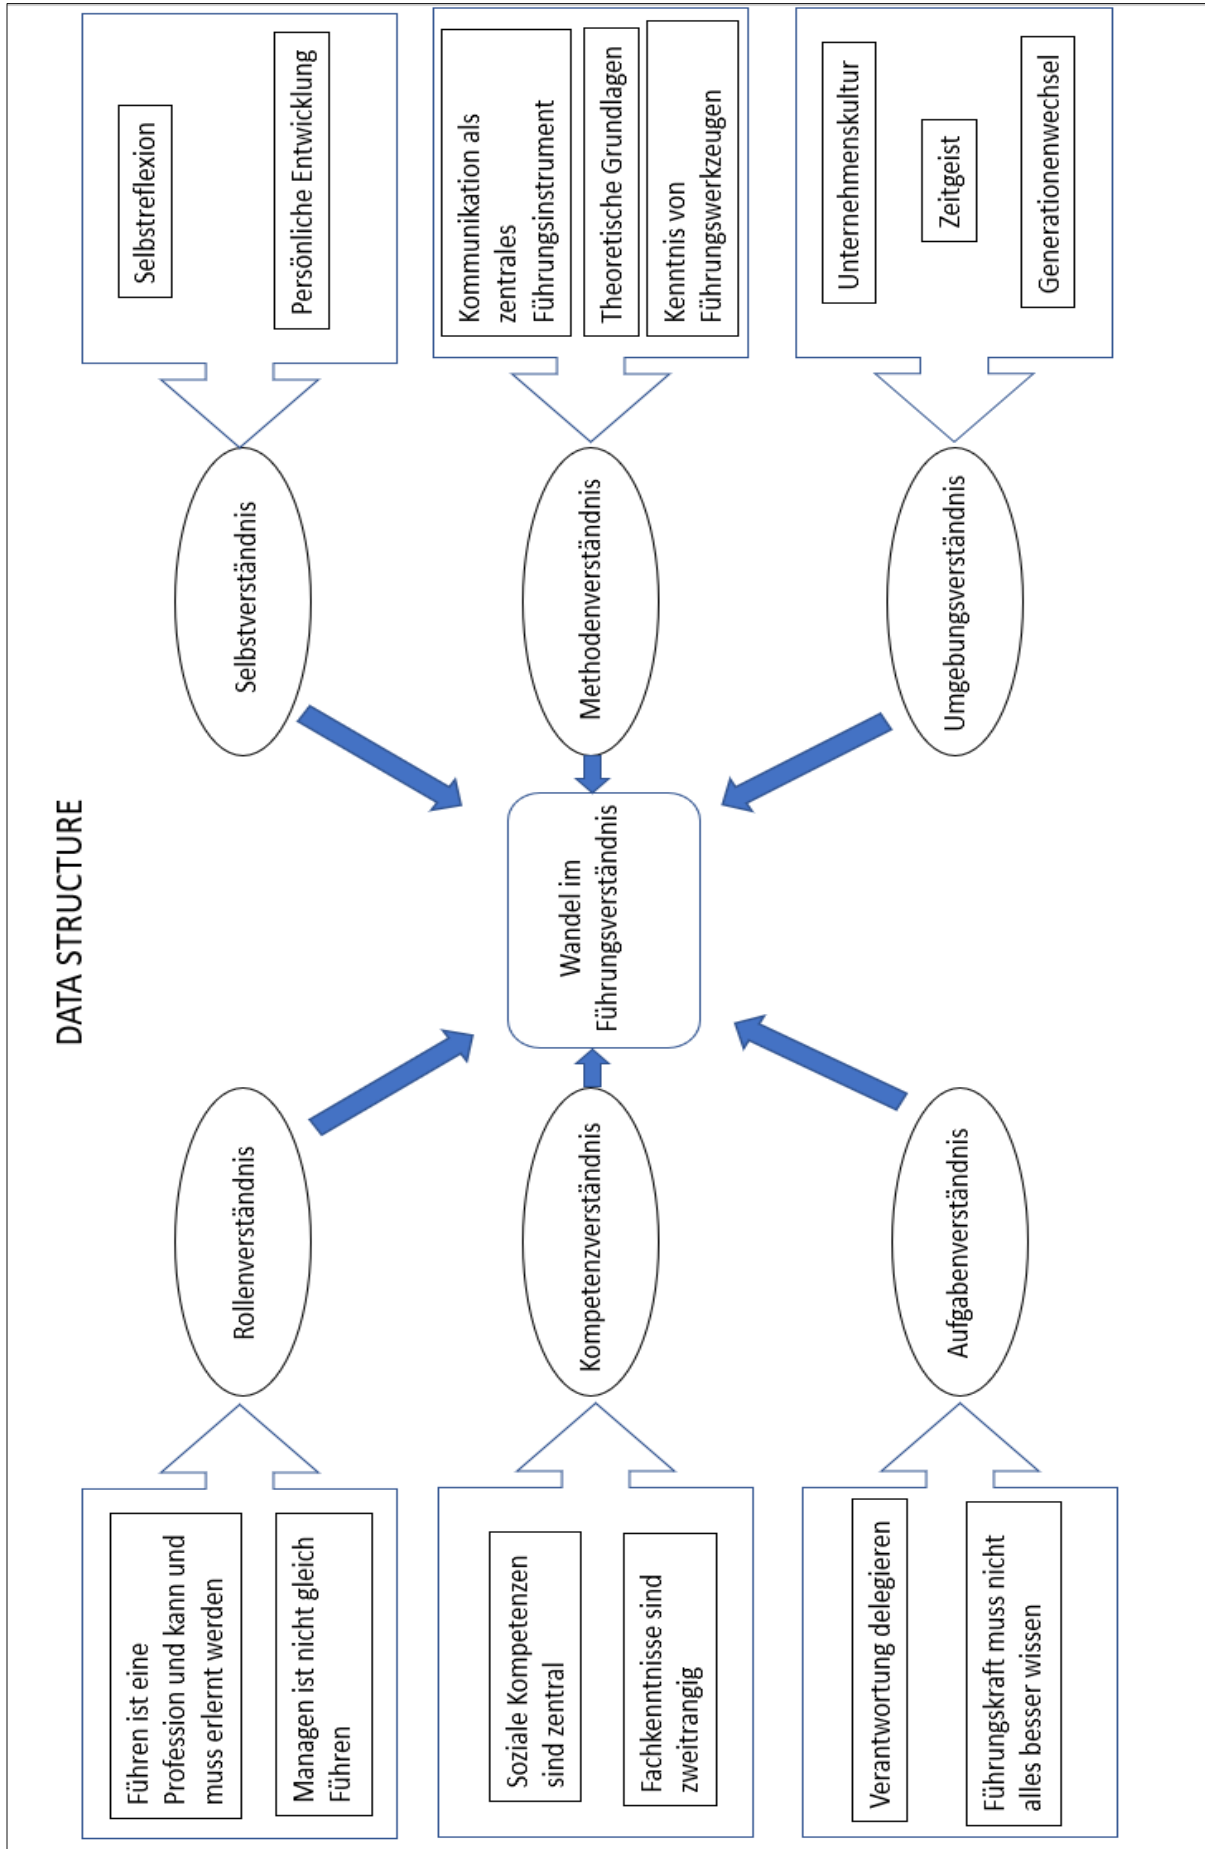 DATA STRUCTURE
Führen ist eine
Profession und kann und
muss erlernt werden
Managen ist nicht gleich
Führen
Rollenverständnis
Selbstverständnis
Selbstreflexion
Persönliche Entwicklung
Soziale Kompetenzen
sind zentral
Fachkenntnisse sind
zweitrangig
Kompetenzverständnis
Wandel im
Führungsverständnis
Methodenverständnis
Kommunikation als
zentrales
Führungsinstrument
Theoretische Grundlagen
Kenntnis von
Führungswerkzeugen
Verantwortung delegieren
Führungskraft muss nicht
alles besser wissen
Aufgabenverständnis
Umgebungsverständnis
Unternehmenskultur
Zeitgeist
Generationenwechsel